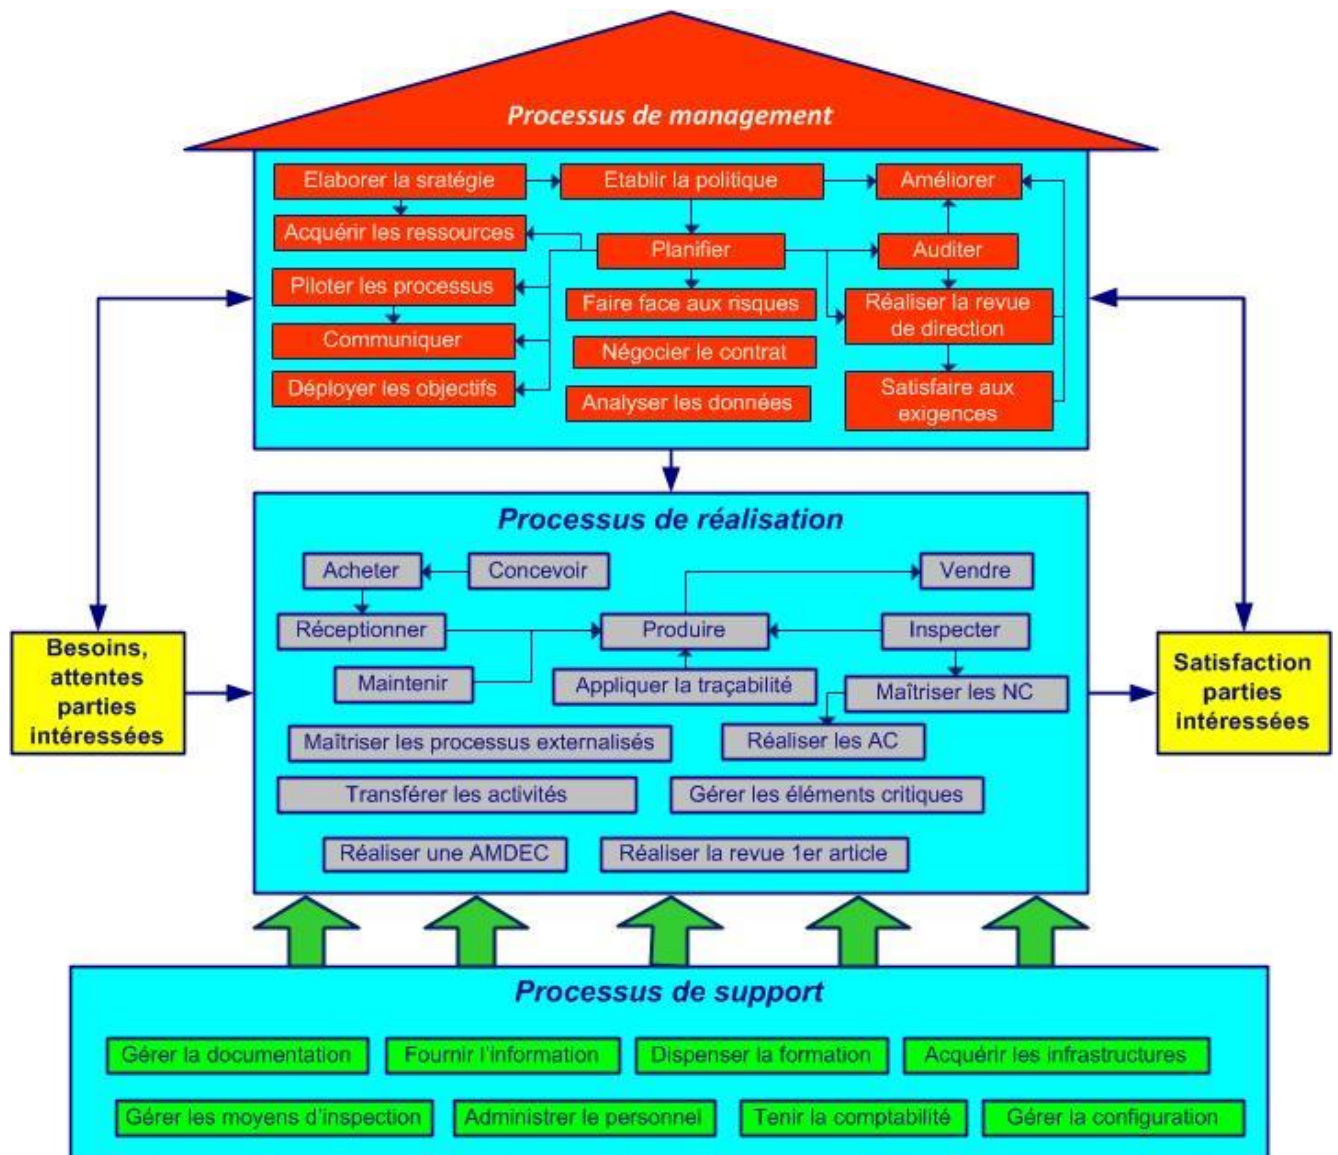 Processus de management
Elaborer la sratégie
Etablir la politique
Améliorer
Acquérir les ressources
Planifier
Auditer
Piloter les processus
Faire face aux risques
Réaliser la revue
de direction
Communiquer
Négocier le contrat
Déployer les objectifs
Analyser les données
Satisfaire aux
exigences
Processus de réalisation
Acheter
Concevoir
Vendre
Réceptionner
Produire
Inspecter
Maintenir
Appliquer la traçabilité
Maîtriser les NC
Maîtriser les processus externalisés
Réaliser les AC
Transférer les activités
Gérer les éléments critiques
Réaliser une AMDEC
Réaliser la revue 1er article
Besoins,
attentes
parties
intéressées
Satisfaction
parties
intéressées
Processus de support
Gérer la documentation
Fournir l'information
Dispenser la formation
Acquérir les infrastructures
Gérer les moyens d'inspection
Administrer le personnel
Tenir la comptabilité
Gérer la configuration